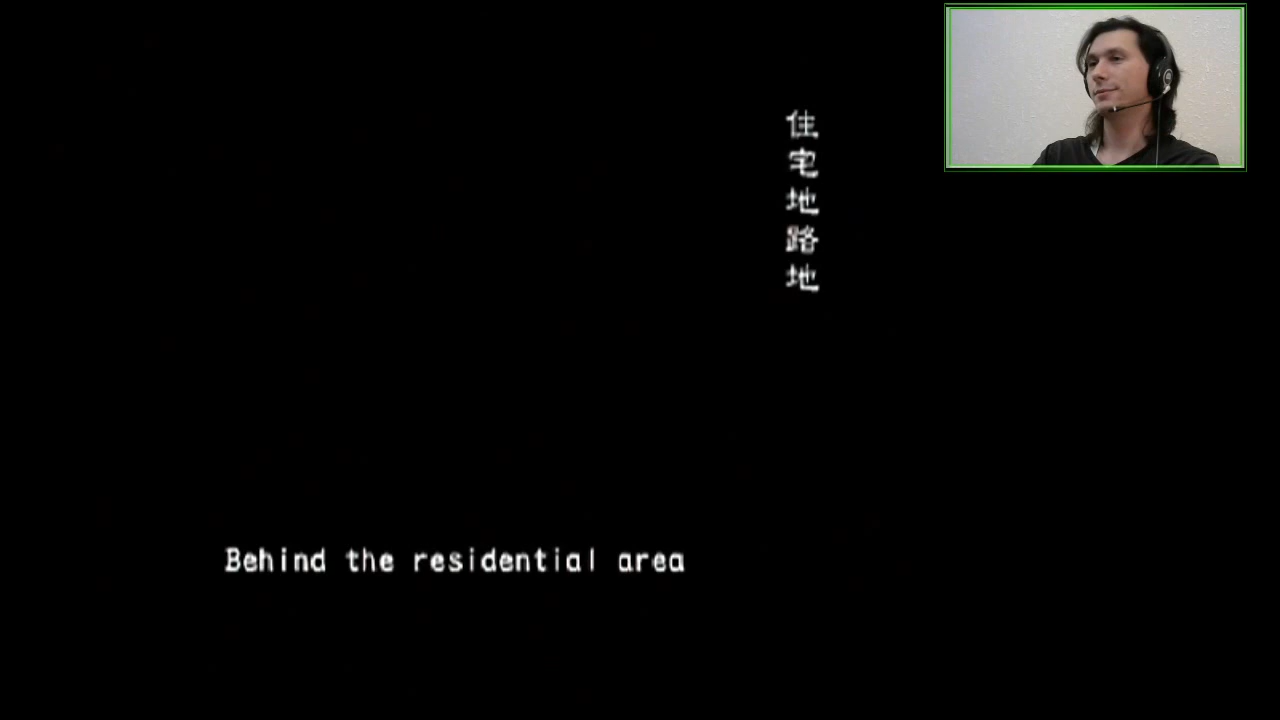 住宅地路地
Behind the residential area